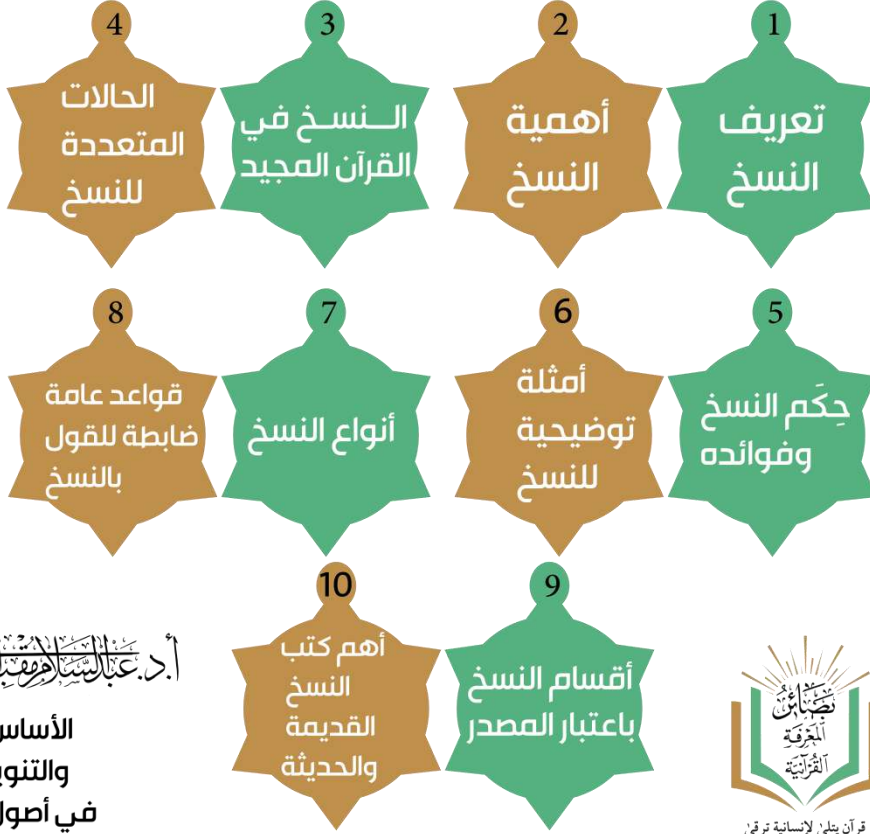 1
تعريف
النسخ
2
أهمية
النسخ
3
النسخ في
القرآن المجيد
4
الحالات
المتعددة
للنسخ
5
حِكَم النسخ
وفوائده
6
أمثلة
توضيحية
للنسخ
7
أنواع النسخ
8
قواعد عامة
ضابطة للقول
بالنسخ
9
أقسام النسخ
باعتبار المصدر
10
أهم كتب
النسخ
القديمة
والحديثة
بصائر
المعرفة
القرآنية
قرآن يتلى لإنسانية ترقى
أ.د. عبد السلام
في